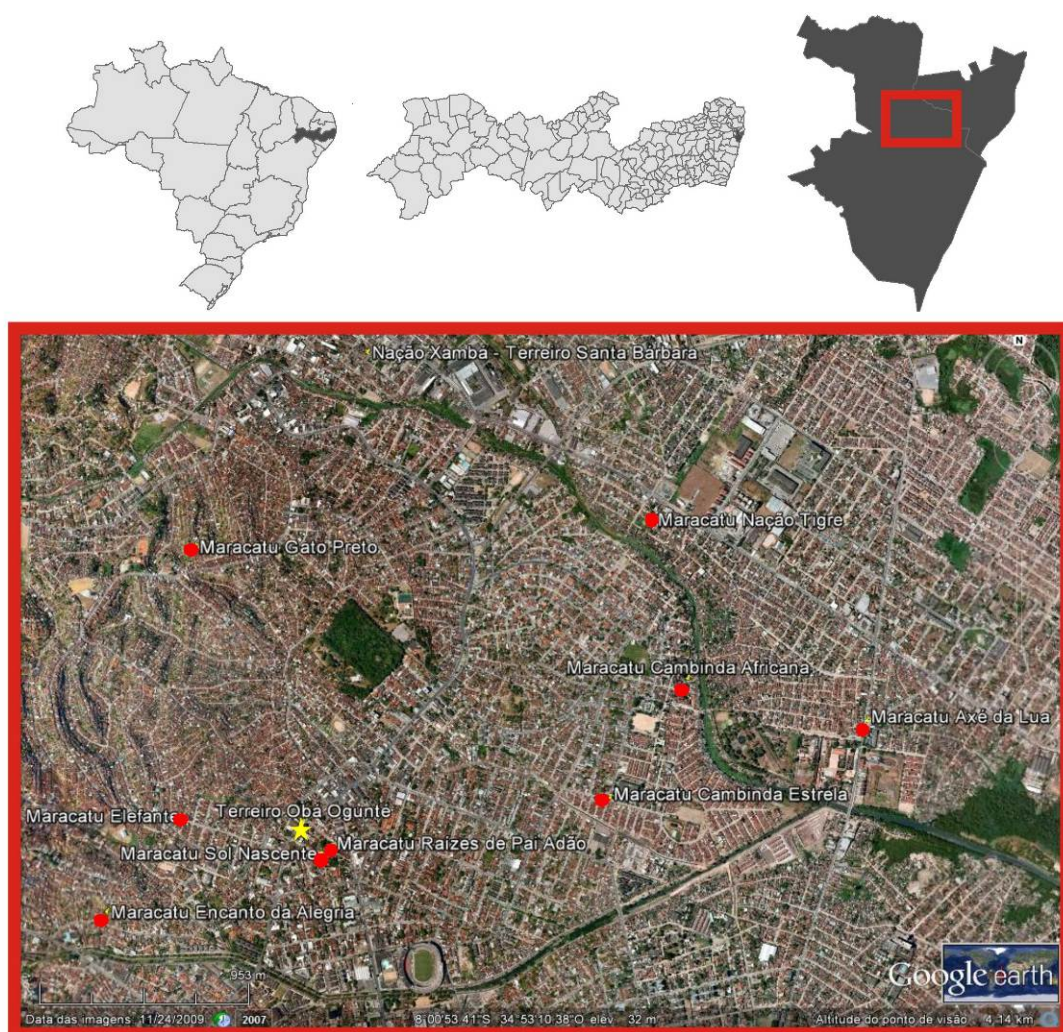 N
Nação Xambá - Terreiro Santa Bárbara
Maracatu Nação Tigre
Maracatu Gato Preto
Maracatu Cambinda Africana
Maracatu Axé da Lua
Maracatu Cambinda Estrela
Maracatu Elefante
Terreiro Obá Ogunté
Maracatu Raízes de Pai Adão
Maracatu Sol Nascente
Maracatu Encanto da Alegria
953 m
Google earth
Data das imagens: 11/24/2009 2007 8°00'53.41"S 34°53'10.38"O elev 32 m Altitude do ponto de visão 4.14 km